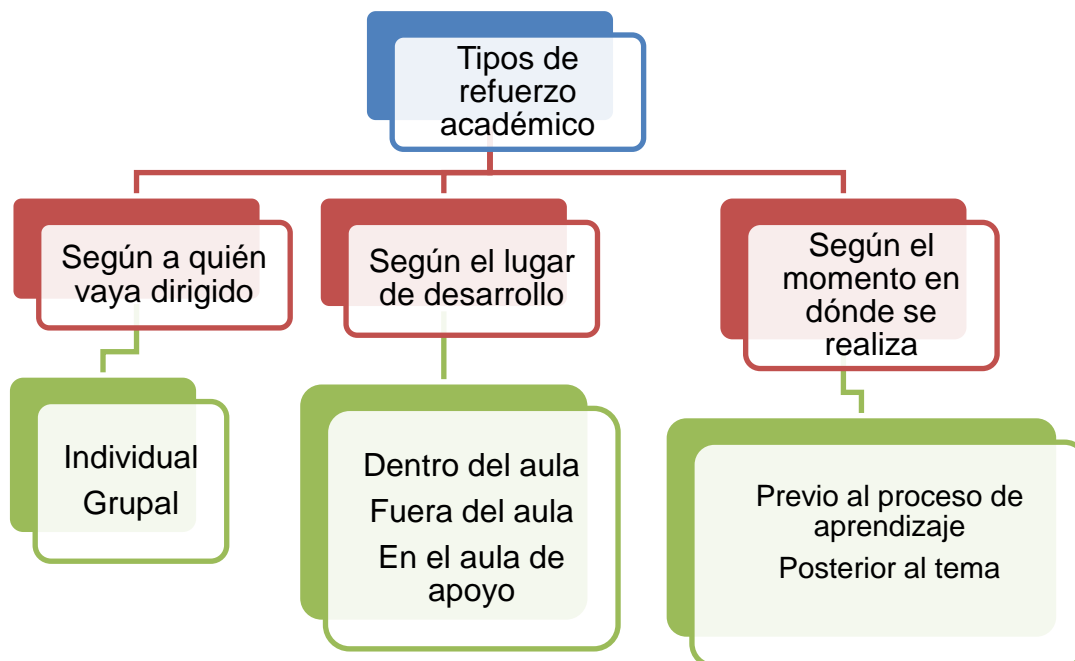 Tipos de
refuerzo
académico
Según a quién
vaya dirigido
Según el lugar
de desarrollo
Según el
momento en
dónde se
realiza
Individual
Grupal
Dentro del aula
Fuera del aula
En el aula de
apoyo
Previo al proceso de
aprendizaje
Posterior al tema